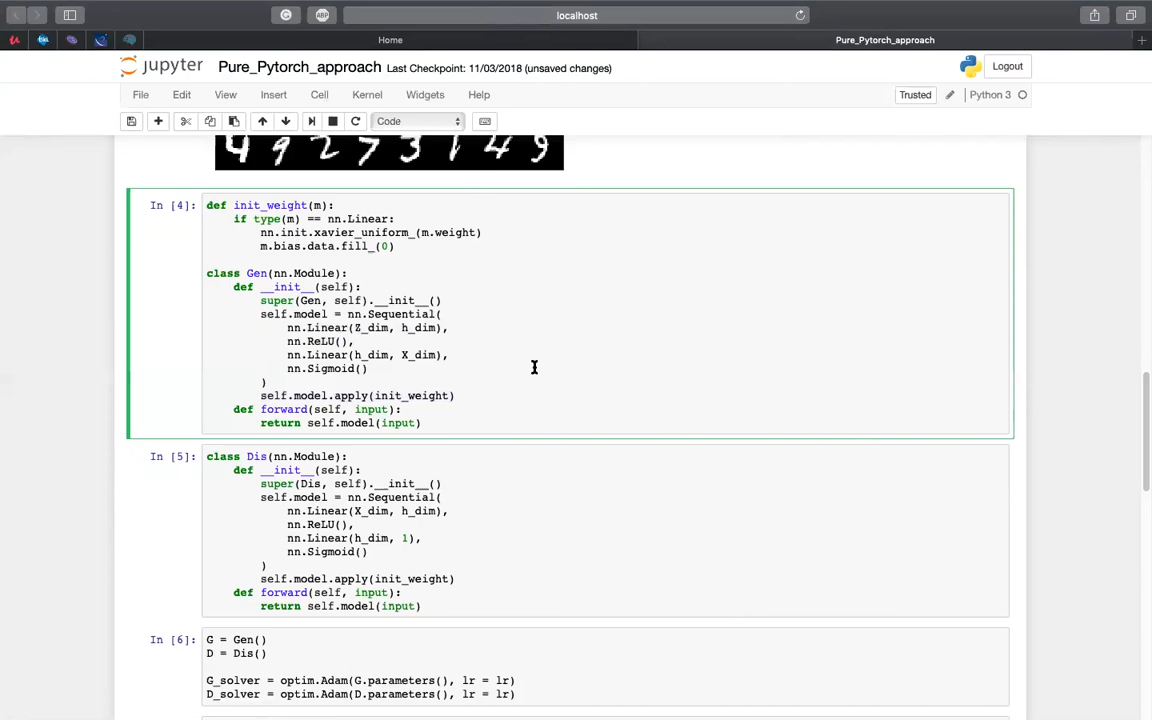 localhost
Home
Pure_Pytorch_approach
jupyter Pure_Pytorch_approach Last Checkpoint: 11/03/2018 (unsaved changes)
Logout
File Edit View Insert Cell Kernel Widgets Help
Trusted
Python 3
Code
4 9 2 7 3 1 4 9
In [4]:
def init_weight(m):
    if type(m) == nn.Linear:
        nn.init.xavier_uniform_(m.weight)
        m.bias.data.fill_(0)
class Gen(nn.Module):
    def __init__(self):
        super(Gen, self).__init__()
        self.model = nn.Sequential(
            nn.Linear(Z_dim, h_dim),
            nn.ReLU(),
            nn.Linear(h_dim, X_dim),
            nn.Sigmoid()
        )
        self.model.apply(init_weight)
    def forward(self, input):
        return self.model(input)
In [5]:
class Dis(nn.Module):
    def __init__(self):
        super(Dis, self).__init__()
        self.model = nn.Sequential(
            nn.Linear(X_dim, h_dim),
            nn.ReLU(),
            nn.Linear(h_dim, 1),
            nn.Sigmoid()
        )
        self.model.apply(init_weight)
    def forward(self, input):
        return self.model(input)
In [6]:
G = Gen()
D = Dis()
G_solver = optim.Adam(G.parameters(), lr = lr)
D_solver = optim.Adam(D.parameters(), lr = lr)